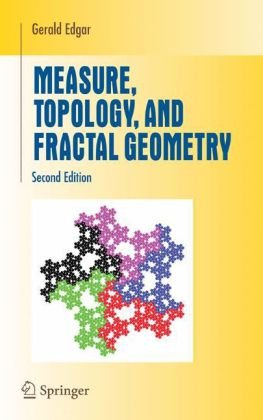 Gerald Edgar
MEASURE,
TOPOLOGY, AND
FRACTAL GEOMETRY
Second Edition
Springer